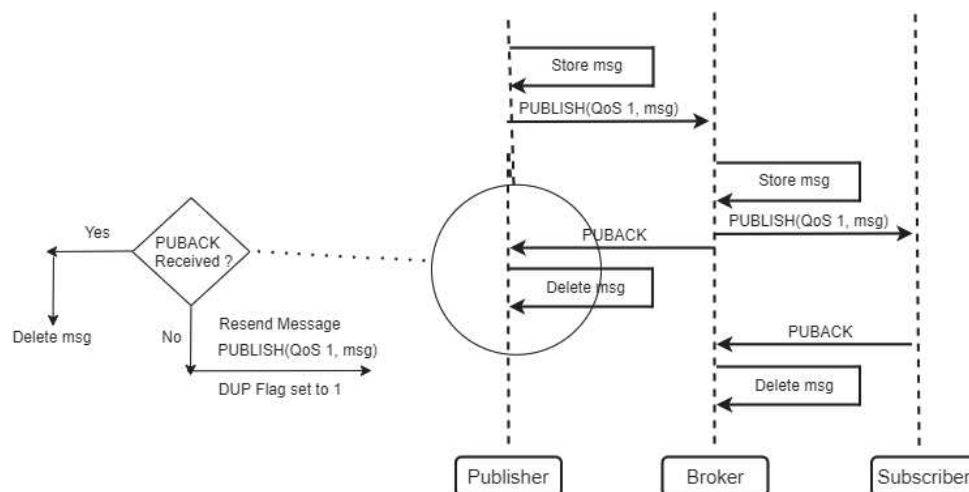 Store msg
PUBLISH(QoS 1, msg)
Store msg
PUBLISH(QoS 1, msg)
PUBACK
Delete msg
PUBACK
Delete msg
Yes
PUBACK
Received ?
Delete msg
No
Resend Message
PUBLISH(QoS 1, msg)
DUP Flag set to 1
Publisher
Broker
Subscriber